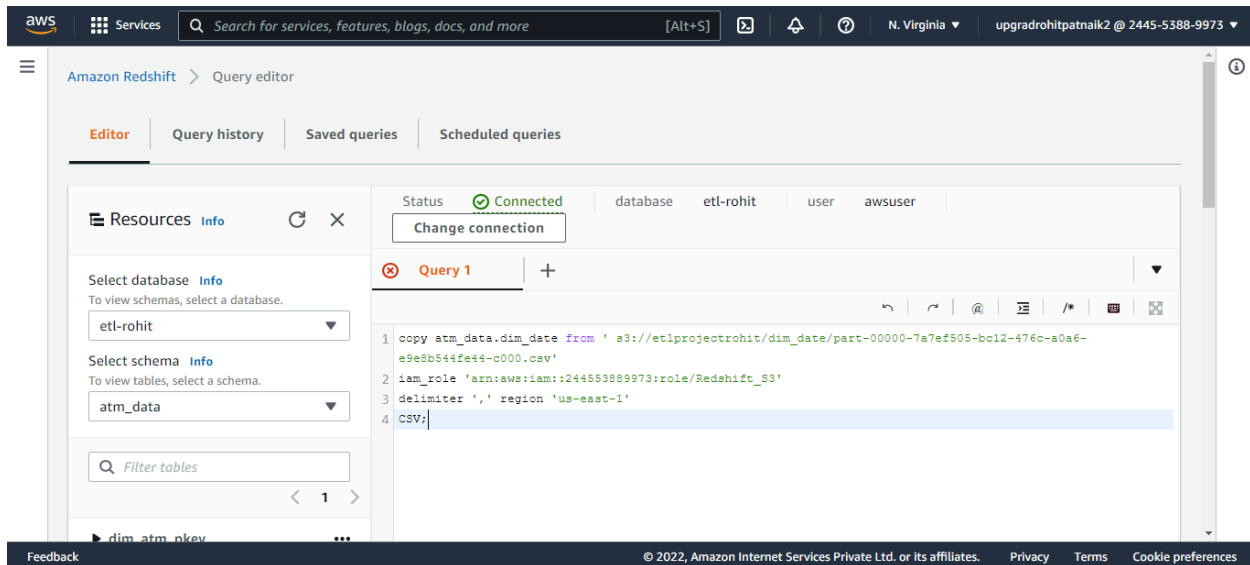 aws
Services
Search for services, features, blogs, docs, and more
[Alt+S]
N. Virginia ▼
upgradrohitpatnaik2 @ 2445-5388-9973 ▼
Amazon Redshift > Query editor
Editor
Query history
Saved queries
Scheduled queries
Resources Info
Select database Info
To view schemas, select a database.
etl-rohit
Select schema Info
To view tables, select a schema.
atm_data
Filter tables
< 1 >
dim_atm_pkey
Status
Connected
database
etl-rohit
user
awsuser
Change connection
Query 1
+
@
/*
1 copy atm_data.dim_date from ' s3://etlprojectrohit/dim_date/part-00000-7a7ef505-bc12-476c-a0a6-
e9e8b544fe44-c000.csv'
2 iam_role 'arn:aws:iam::244553889973:role/Redshift_S3'
3 delimiter ',' region 'us-east-1'
4 CSV;
Feedback
© 2022, Amazon Internet Services Private Ltd. or its affiliates.
Privacy
Terms
Cookie preferences